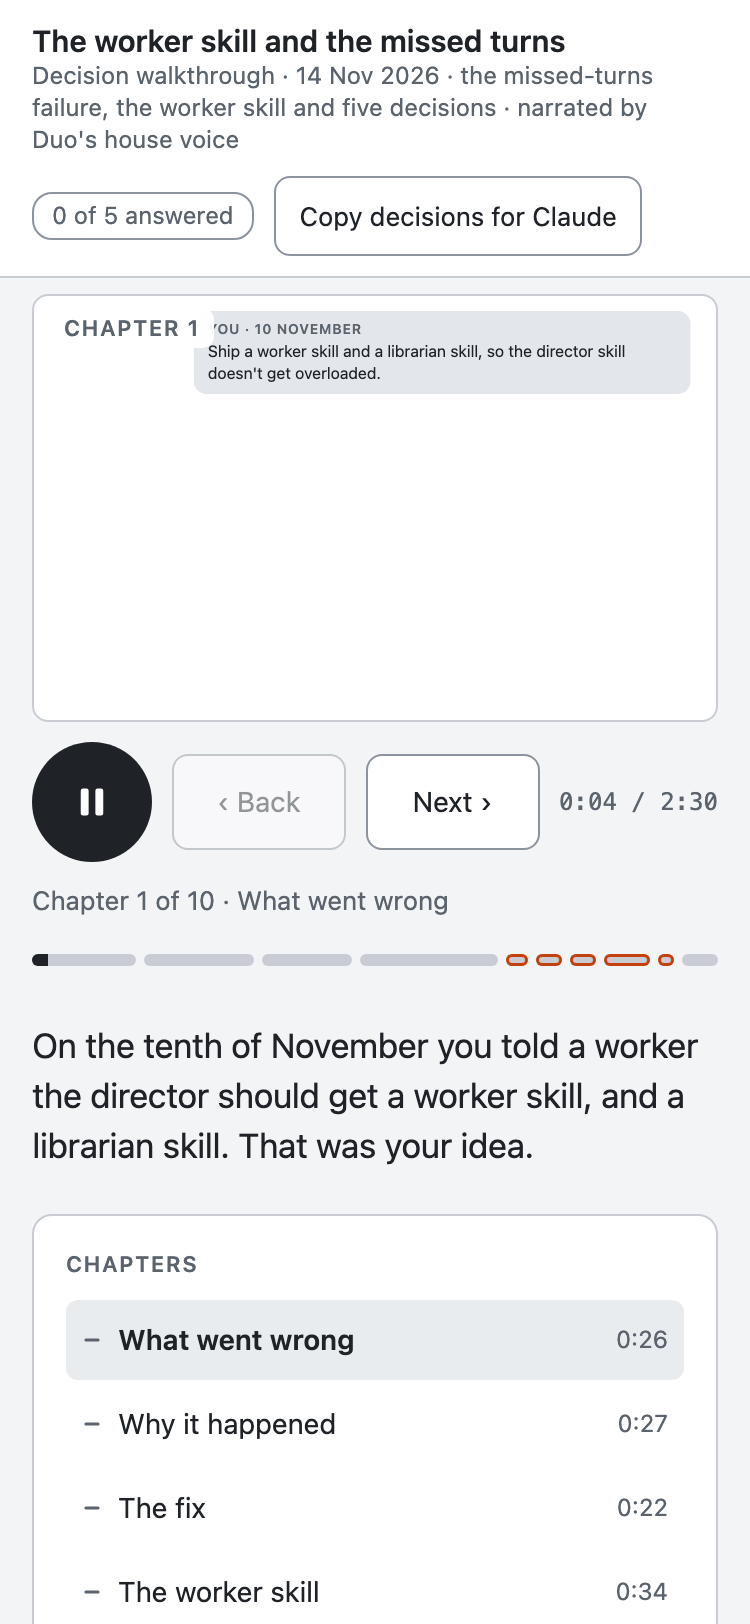 The worker skill and the missed turns
Decision walkthrough · 14 Nov 2026 · the missed-turns
failure, the worker skill and five decisions · narrated by
Duo's house voice
0 of 5 answered
Copy decisions for Claude
CHAPTER 1
YOU · 10 NOVEMBER
Ship a worker skill and a librarian skill, so the director skill
doesn't get overloaded.
‹ Back
Next ›
0:04 / 2:30
Chapter 1 of 10 · What went wrong
On the tenth of November you told a worker
the director should get a worker skill, and a
librarian skill. That was your idea.
CHAPTERS
– What went wrong 0:26
– Why it happened 0:27
– The fix 0:22
– The worker skill 0:34